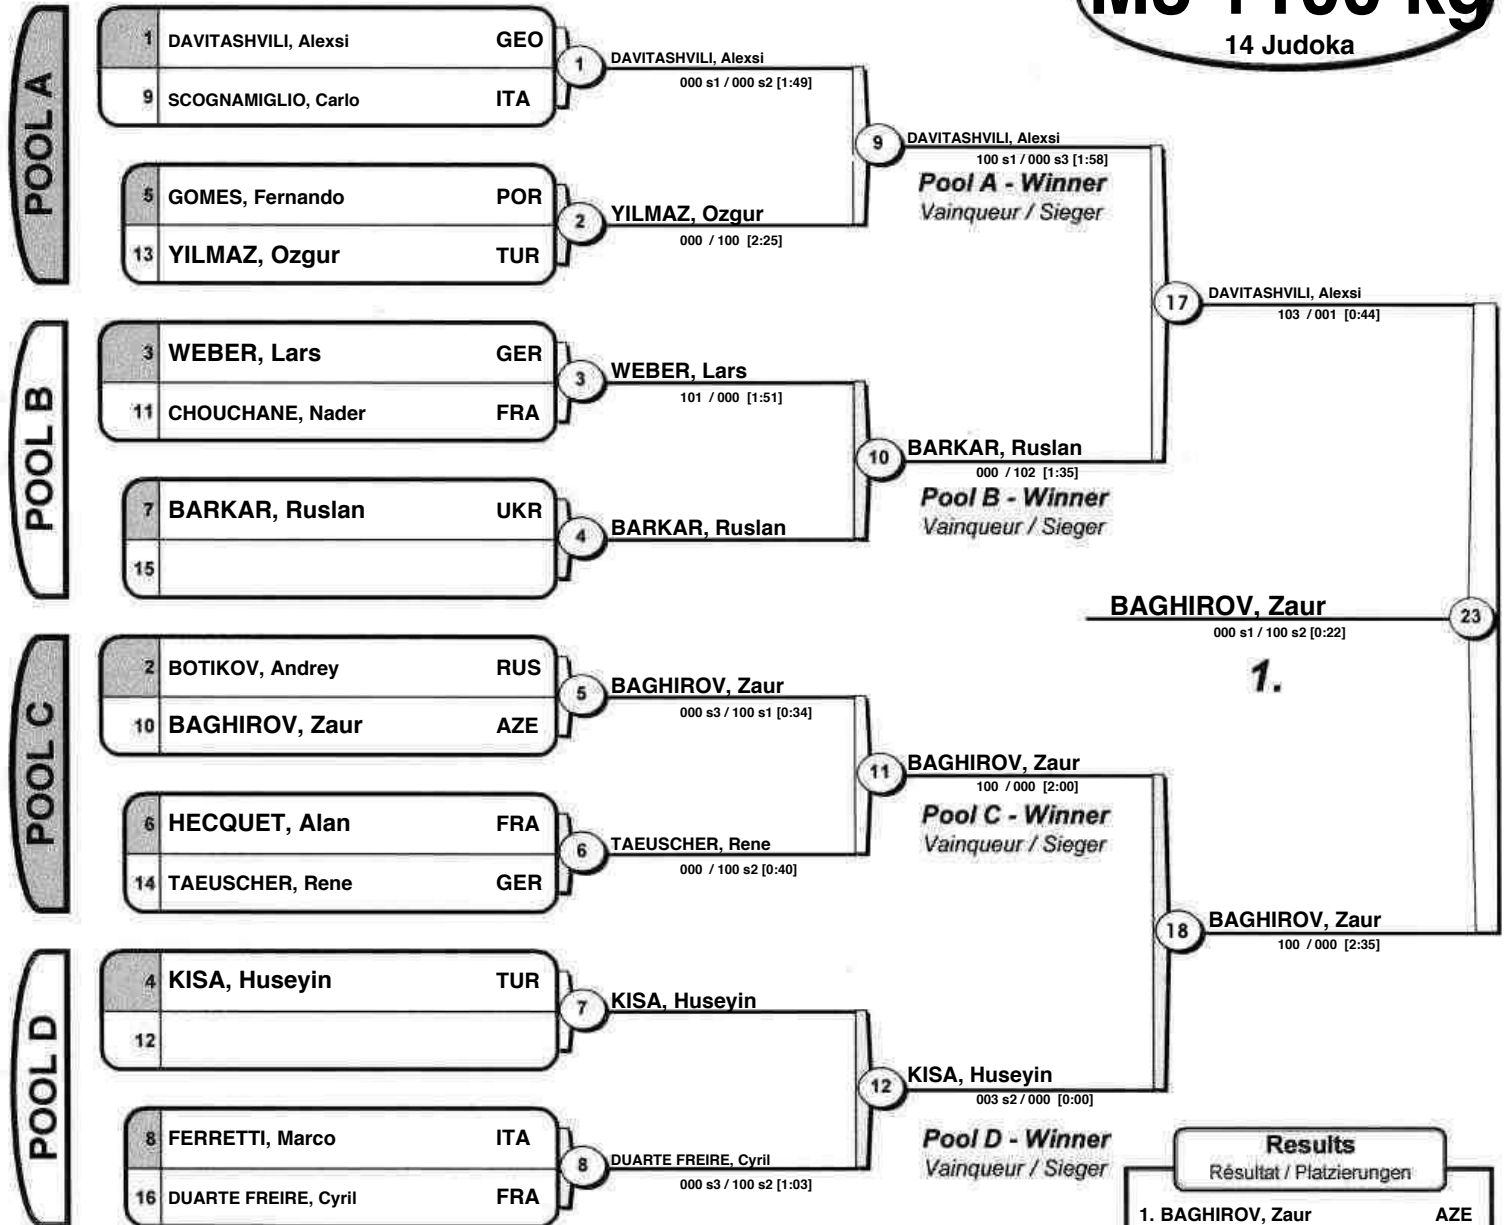 14 Judoka
POOL A
1 DAVITASHVILI, Alexsi GEO
9 SCOGNAMIGLIO, Carlo ITA
1
DAVITASHVILI, Alexsi
000 s1 / 000 s2 [1:49]
5 GOMES, Fernando POR
13 YILMAZ, Ozgur TUR
2
YILMAZ, Ozgur
000 / 100 [2:25]
9
DAVITASHVILI, Alexsi
100 s1 / 000 s3 [1:58]
Pool A - Winner
Vainqueur / Sieger
POOL B
3 WEBER, Lars GER
11 CHOUCHANE, Nader FRA
3
WEBER, Lars
101 / 000 [1:51]
7 BARKAR, Ruslan UKR
15
4
BARKAR, Ruslan
10
BARKAR, Ruslan
000 / 102 [1:35]
Pool B - Winner
Vainqueur / Sieger
17
DAVITASHVILI, Alexsi
103 / 001 [0:44]
BAGHIROV, Zaur
000 s1 / 100 s2 [0:22]
23
1.
POOL C
2 BOTIKOV, Andrey RUS
10 BAGHIROV, Zaur AZE
5
BAGHIROV, Zaur
000 s3 / 100 s1 [0:34]
6 HECQUET, Alan FRA
14 TAEUSCHER, Rene GER
6
TAEUSCHER, Rene
000 / 100 s2 [0:40]
11
BAGHIROV, Zaur
100 / 000 [2:00]
Pool C - Winner
Vainqueur / Sieger
18
BAGHIROV, Zaur
100 / 000 [2:35]
POOL D
4 KISA, Huseyin TUR
12
7
KISA, Huseyin
8 FERRETTI, Marco ITA
16 DUARTE FREIRE, Cyril FRA
8
DUARTE FREIRE, Cyril
000 s3 / 100 s2 [1:03]
12
KISA, Huseyin
003 s2 / 000 [0:00]
Pool D - Winner
Vainqueur / Sieger
Results
Résultat / Platzierungen
1. BAGHIROV, Zaur AZE